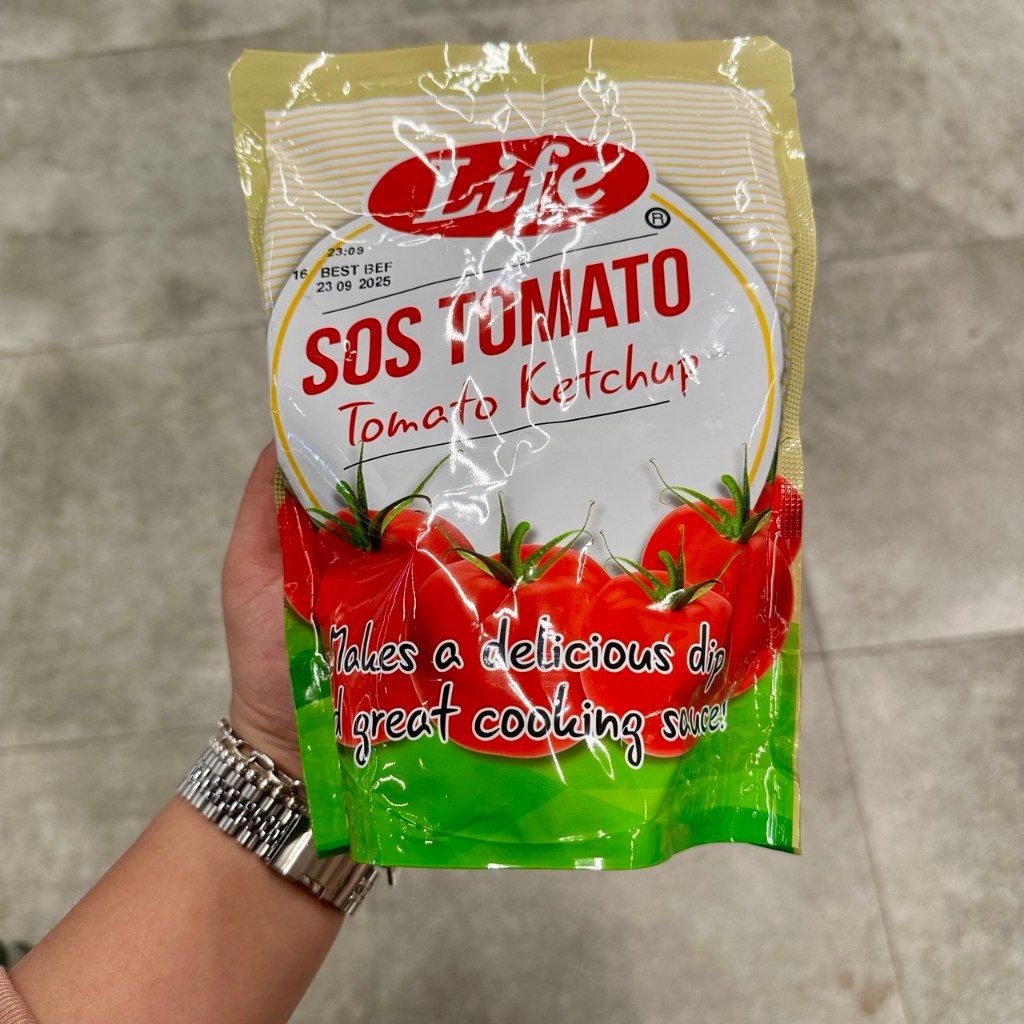 Life
®
23:09
16 BEST BEF
23 09 2025
SOS TOMATO
Tomato Ketchup
Makes a delicious dip
d great cooking sauce!